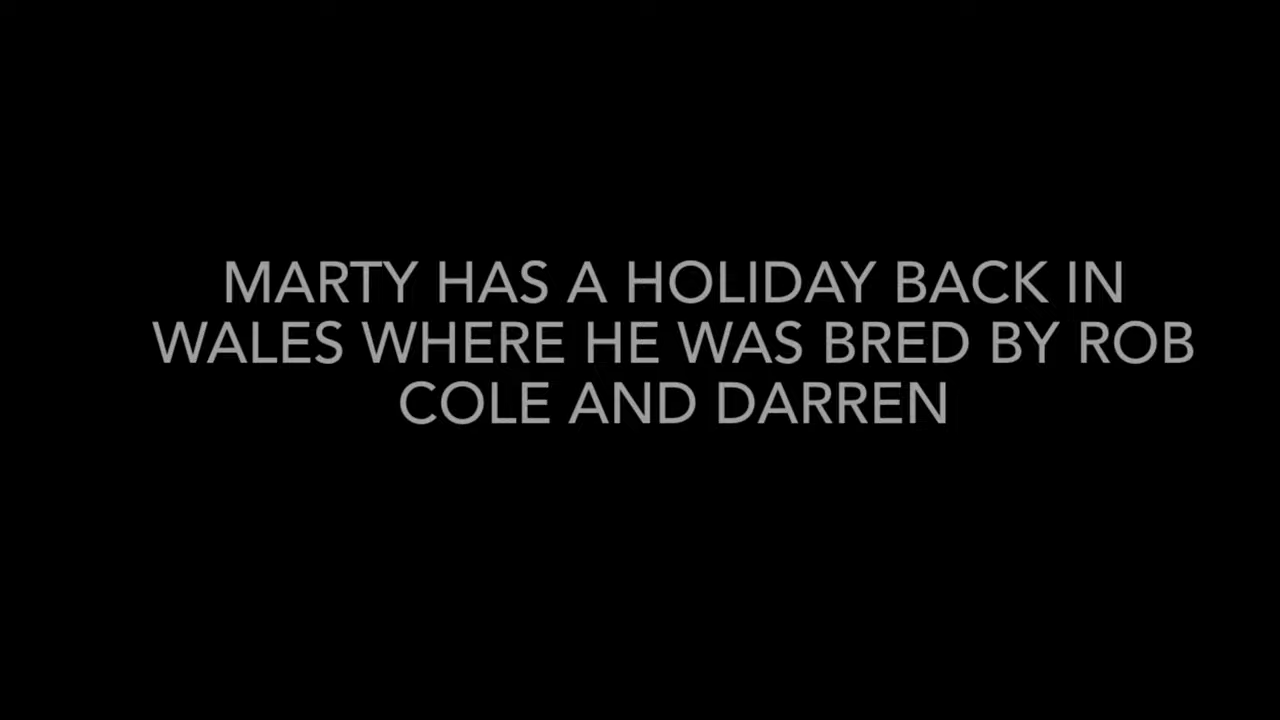 MARTY HAS A HOLIDAY BACK IN
WALES WHERE HE WAS BRED BY ROB
COLE AND DARREN